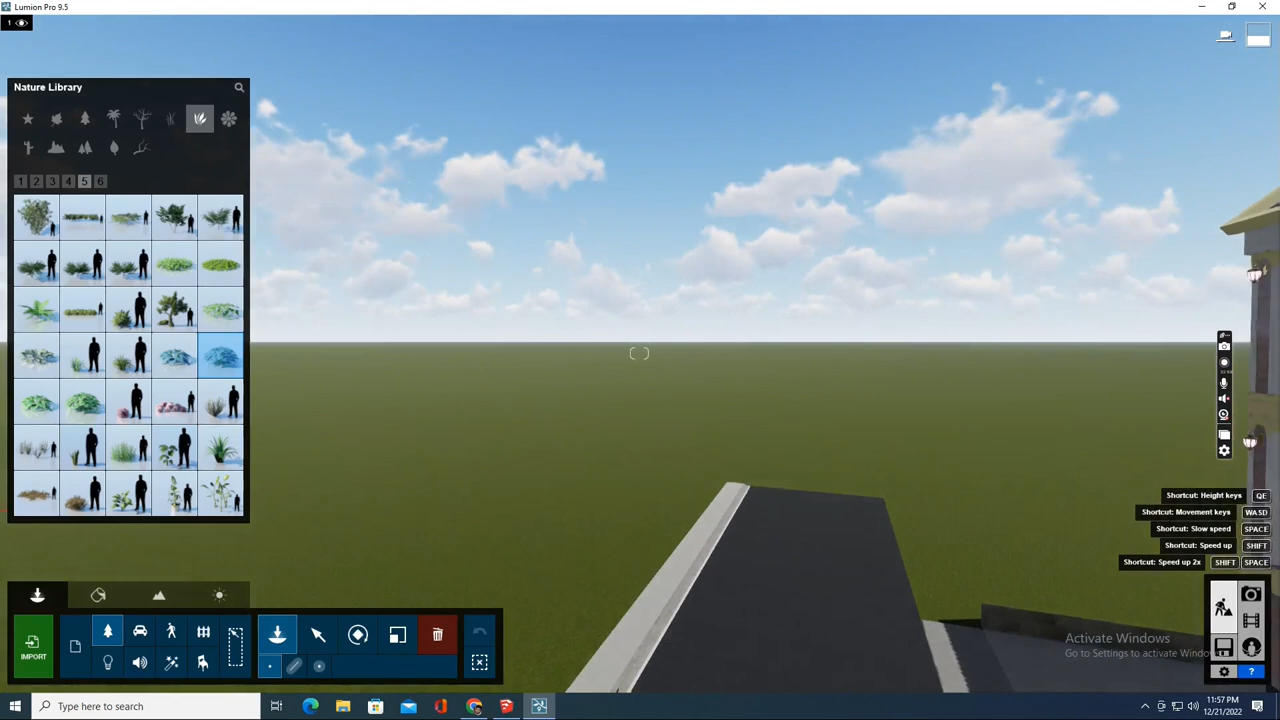 Lumion Pro 9.5
1
Nature Library
1 2 3 4 5 6
Shortcut: Height keys QE
Shortcut: Movement keys WASD
Shortcut: Slow speed SPACE
Shortcut: Speed up SHIFT
Shortcut: Speed up 2x SHIFT SPACE
IMPORT
Activate Windows
Go to Settings to activate Windows
?
Type here to search
11:57 PM
12/21/2022